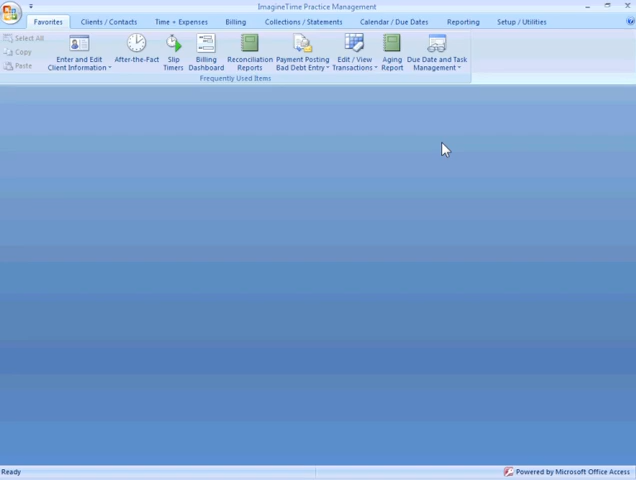 ImagineTime Practice Management
Favorites Clients / Contacts Time + Expenses Billing Collections / Statements Calendar / Due Dates Reporting Setup / Utilities
Select All
Copy
Paste
Enter and Edit
Client Information
After-the-Fact
Slip
Timers
Billing
Dashboard
Reconciliation
Reports
Payment Posting
Bad Debt Entry
Edit / View
Transactions
Aging
Report
Due Date and Task
Management
Frequently Used Items
Ready
Powered by Microsoft Office Access